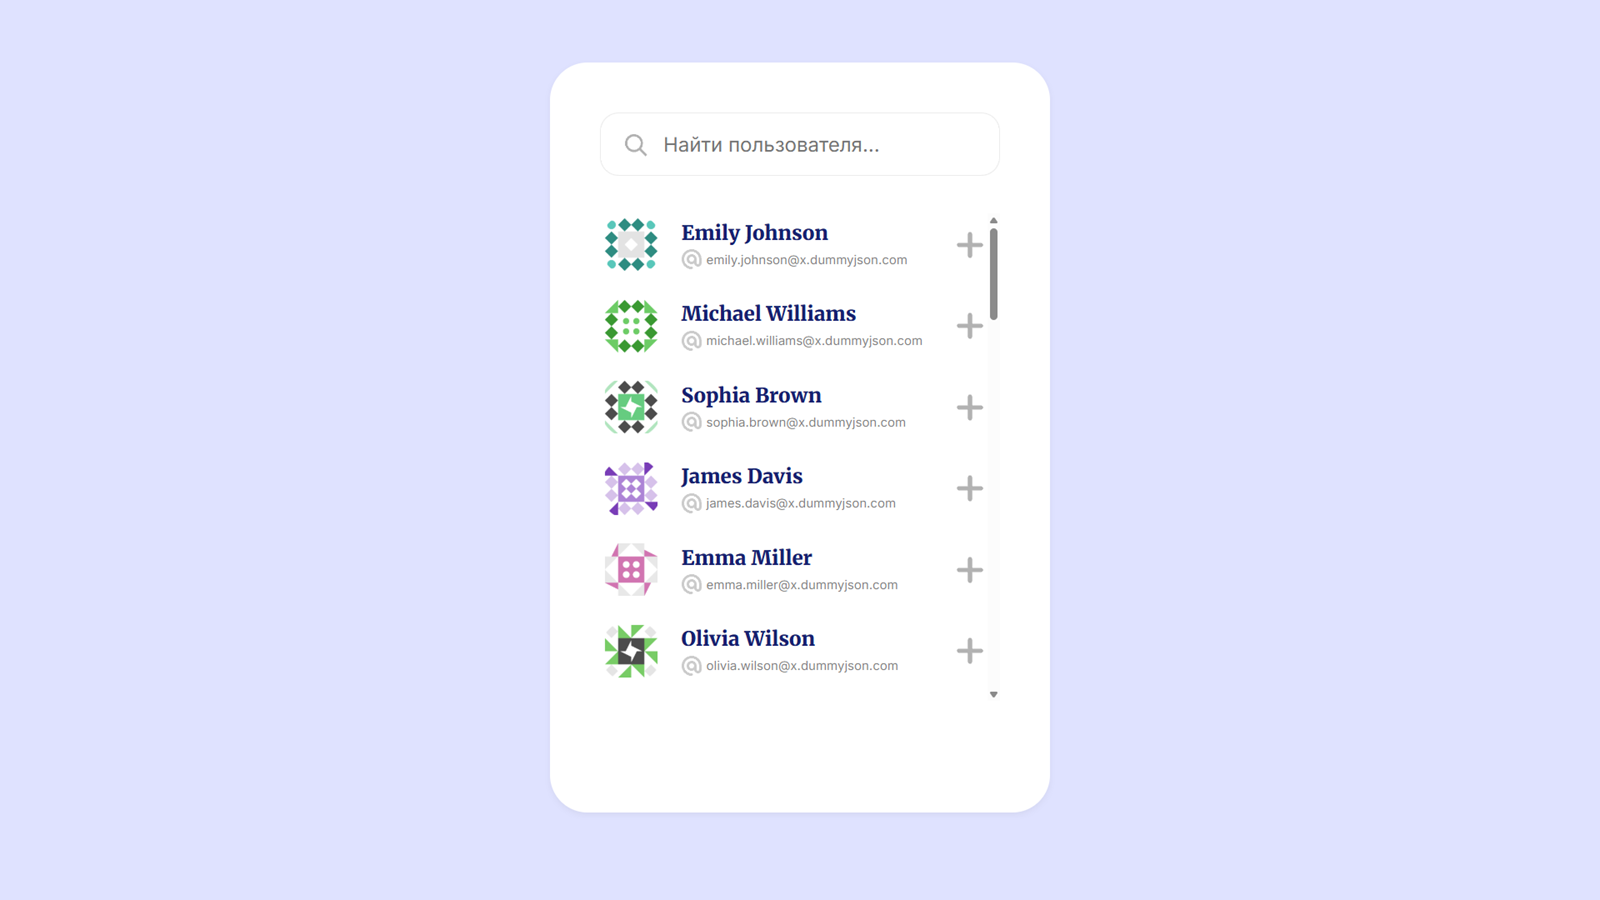 Найти пользователя...
Emily Johnson
emily.johnson@x.dummyjson.com
Michael Williams
michael.williams@x.dummyjson.com
Sophia Brown
sophia.brown@x.dummyjson.com
James Davis
james.davis@x.dummyjson.com
Emma Miller
emma.miller@x.dummyjson.com
Olivia Wilson
olivia.wilson@x.dummyjson.com